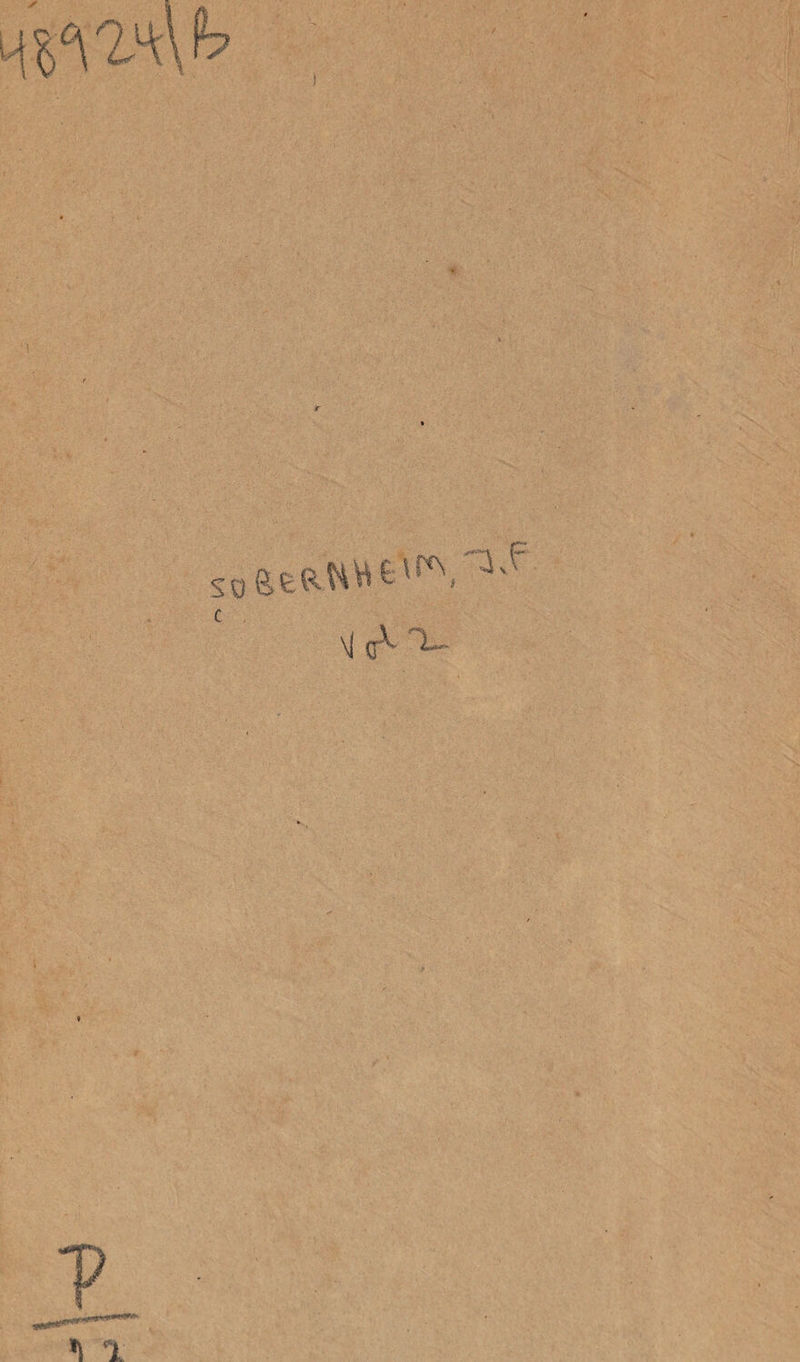 48924\B
SOBERNHEIM, J.F
C
Vol 2
P